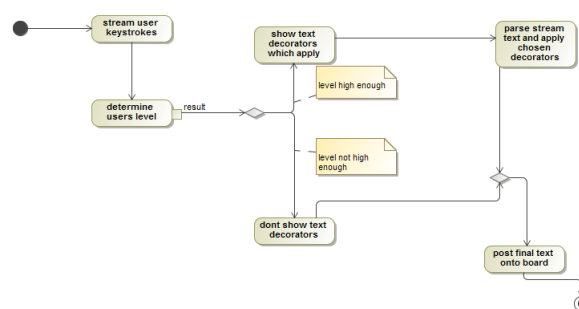 stream user
keystrokes
show text
decorators
which apply
parse stream
text and apply
chosen
decorators
level high enough
determine
users level
result
level not high
enough
dont show text
decorators
post final text
onto board